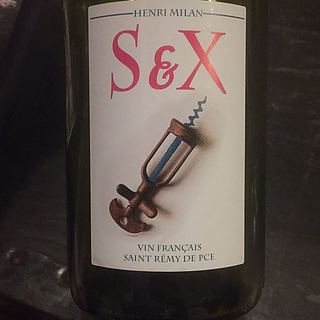 HENRI MILAN
S&X
VIN FRANÇAIS
SAINT RÉMY DE PCE